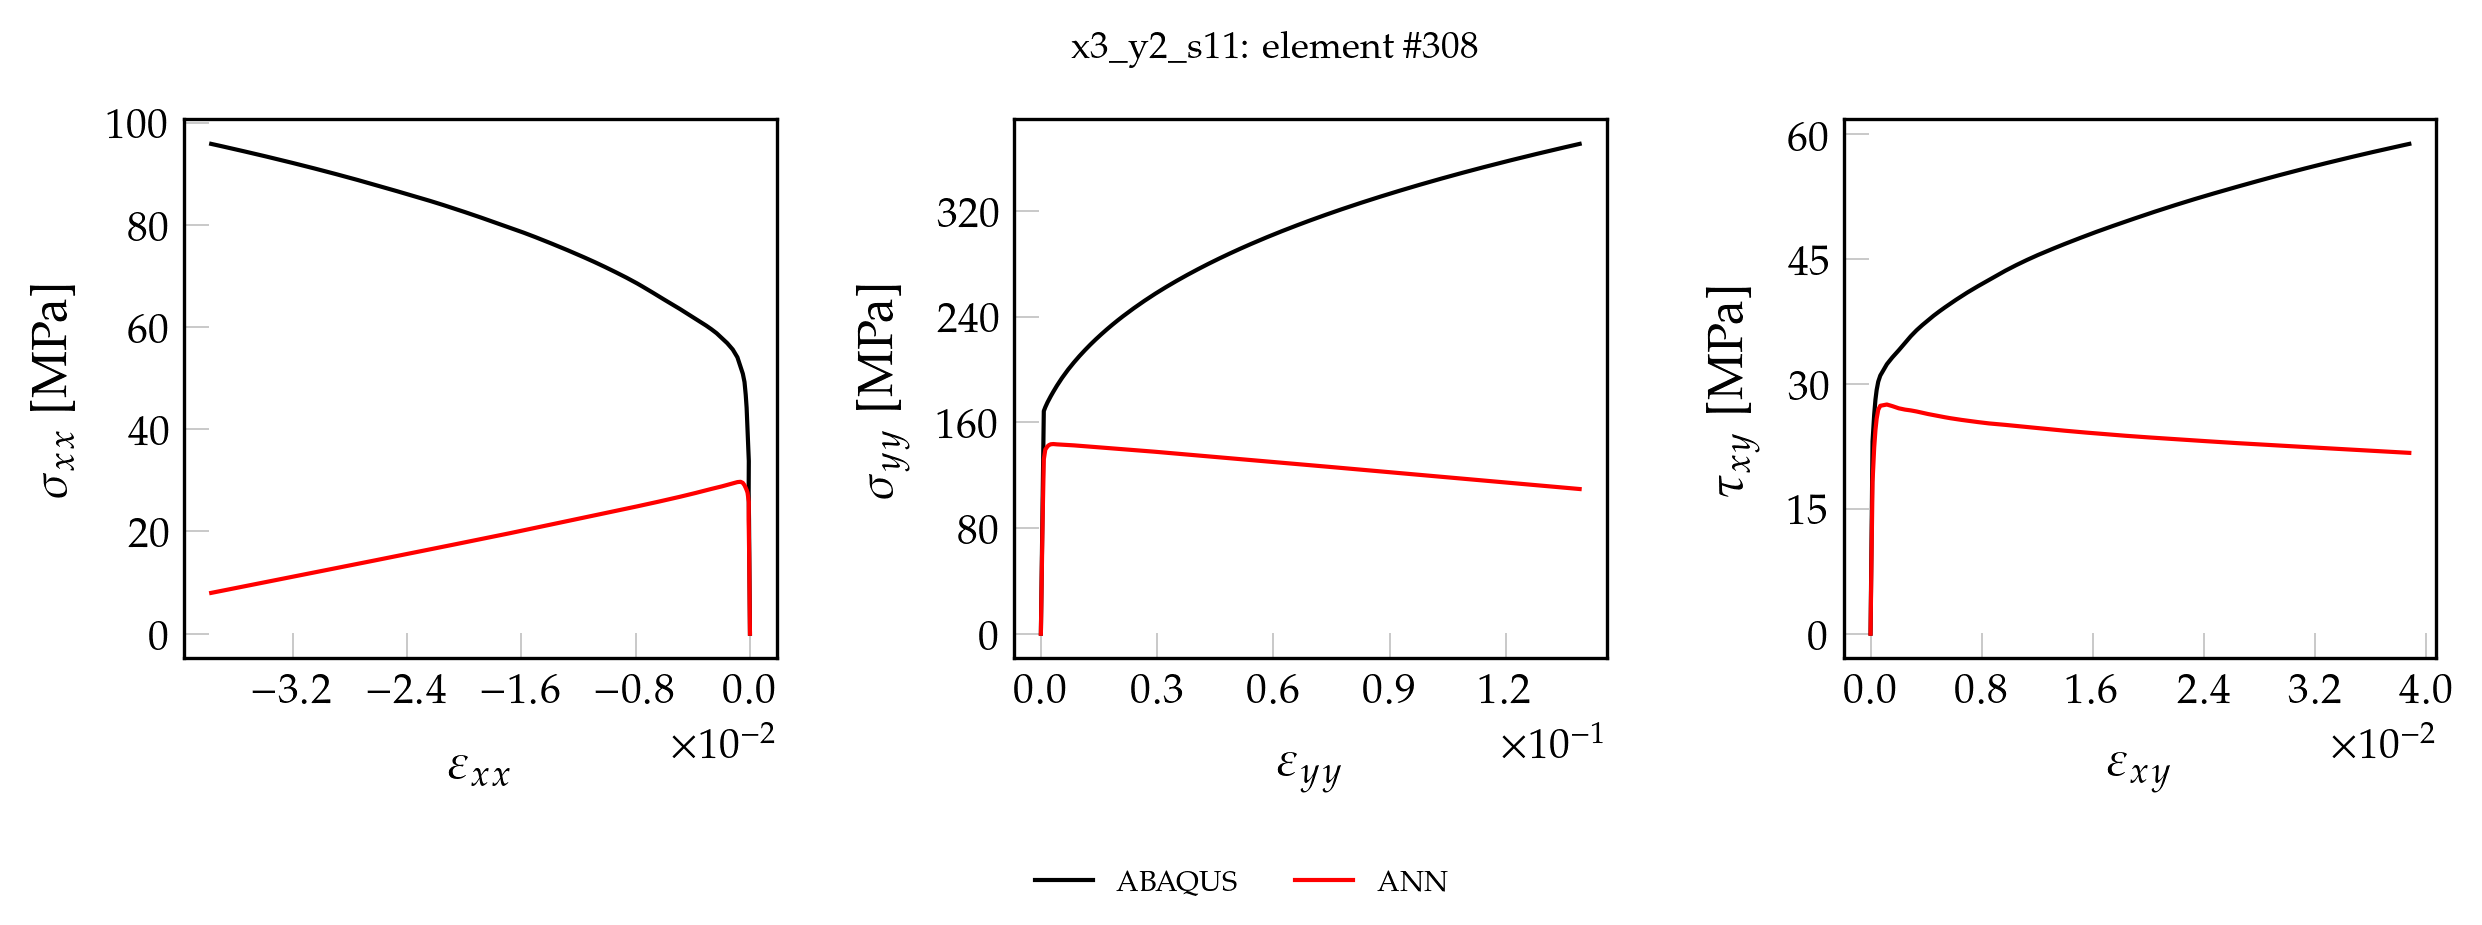 x3_y2_s11: element #308
100
80
60
40
20
0
σxx [MPa]
−3.2 −2.4 −1.6 −0.8 0.0
×10−2
εxx
320
240
160
80
0
σyy [MPa]
0.0 0.3 0.6 0.9 1.2
×10−1
εyy
60
45
30
15
0
τxy [MPa]
0.0 0.8 1.6 2.4 3.2 4.0
×10−2
εxy
ABAQUS ANN